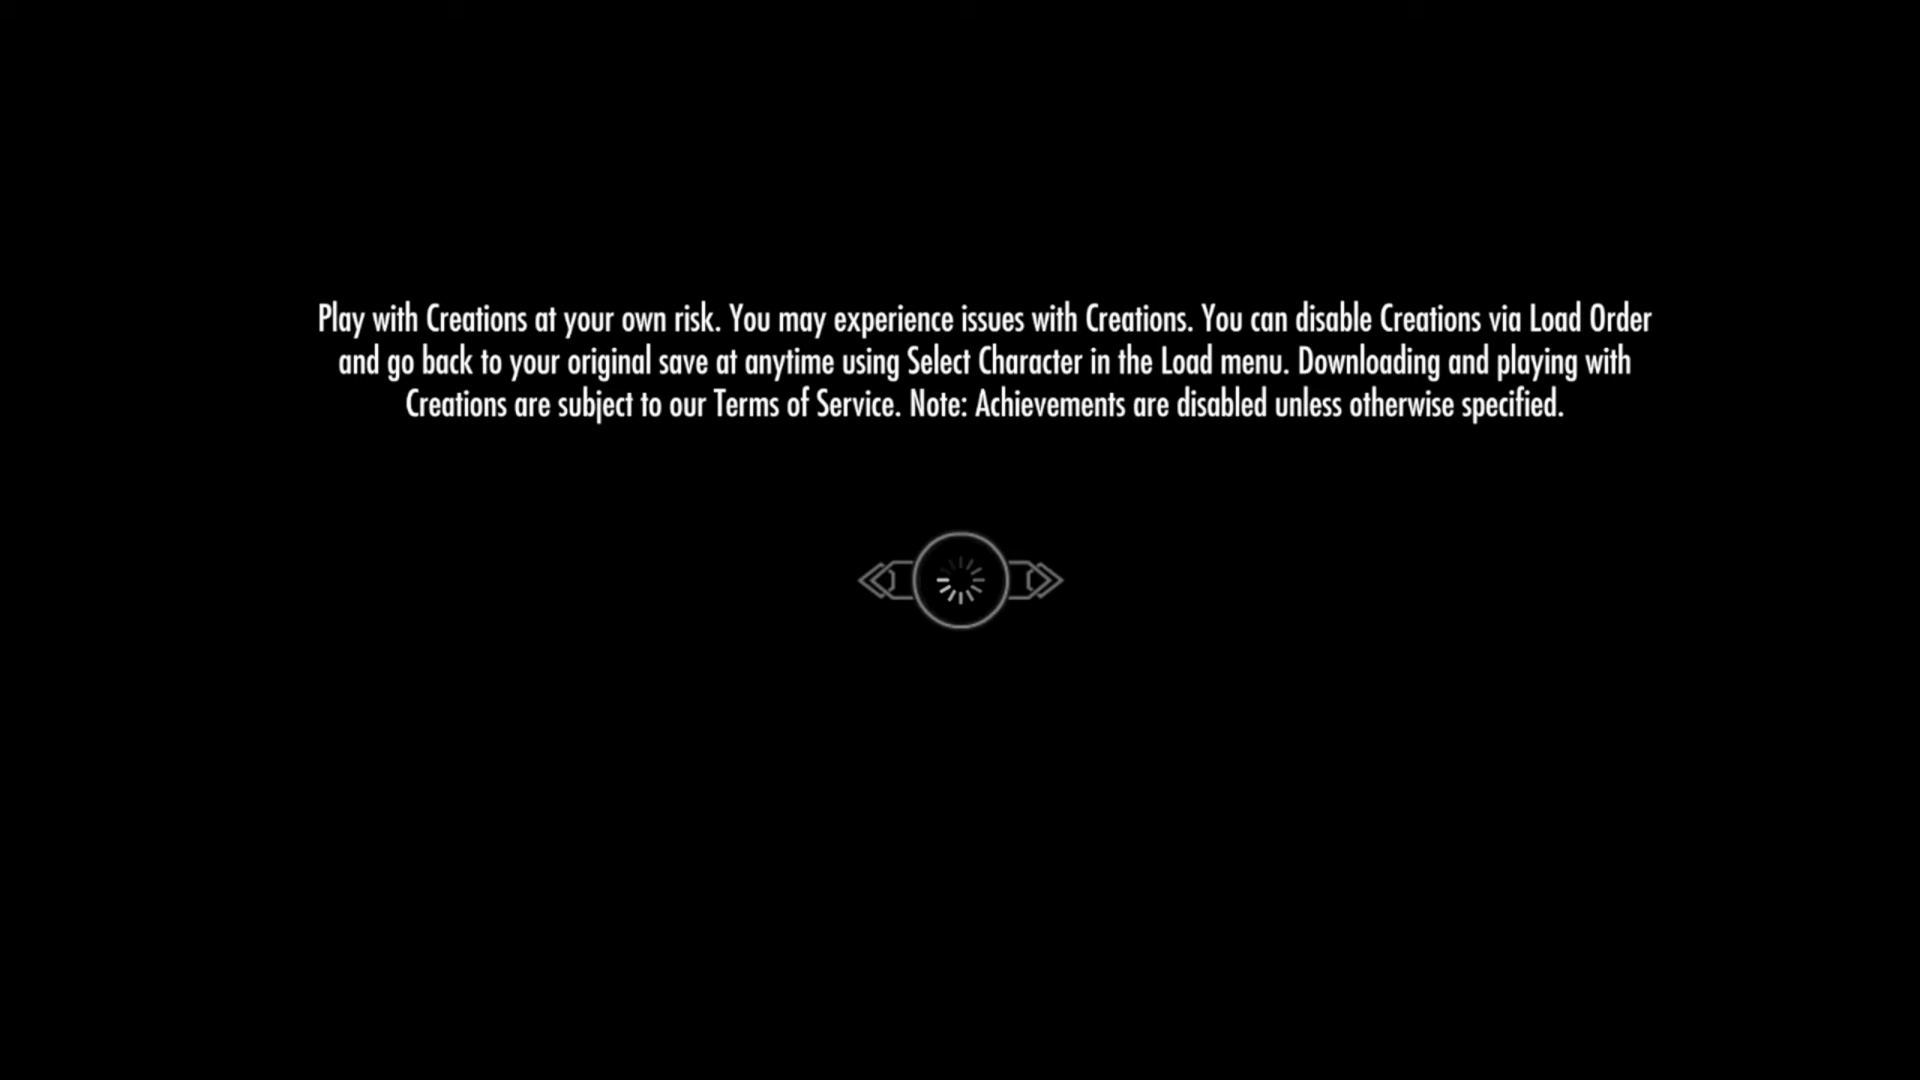 Play with Creations at your own risk. You may experience issues with Creations. You can disable Creations via Load Order
and go back to your original save at anytime using Select Character in the Load menu. Downloading and playing with
Creations are subject to our Terms of Service. Note: Achievements are disabled unless otherwise specified.